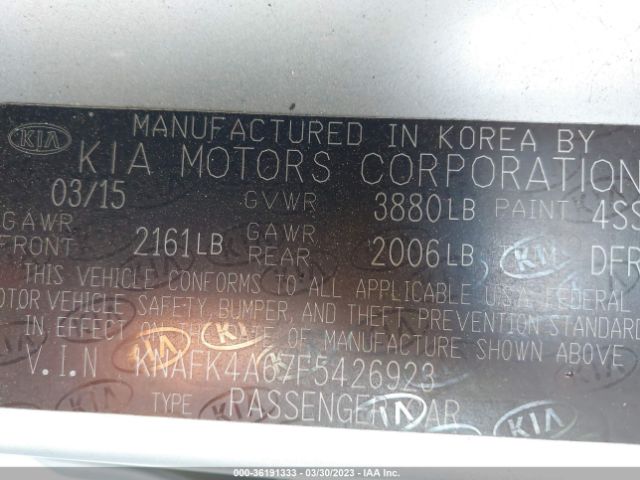 KIA MANUFACTURED IN KOREA BY
KIA MOTORS CORPORATION
03/15 GVWR 3880LB PAINT 4SS
GAWR FRONT 2161LB GAWR REAR 2006LB DFR
THIS VEHICLE CONFORMS TO ALL APPLICABLE U.S.A. FEDERAL
MOTOR VEHICLE SAFETY, BUMPER, AND THEFT PREVENTION STANDARD
IN EFFECT ON THE DATE OF MANUFACTURE SHOWN ABOVE
V.I.N KNAFK4A67F5426923
TYPE PASSENGER CAR
000-36191333 — 03/30/2023 — IAA Inc.